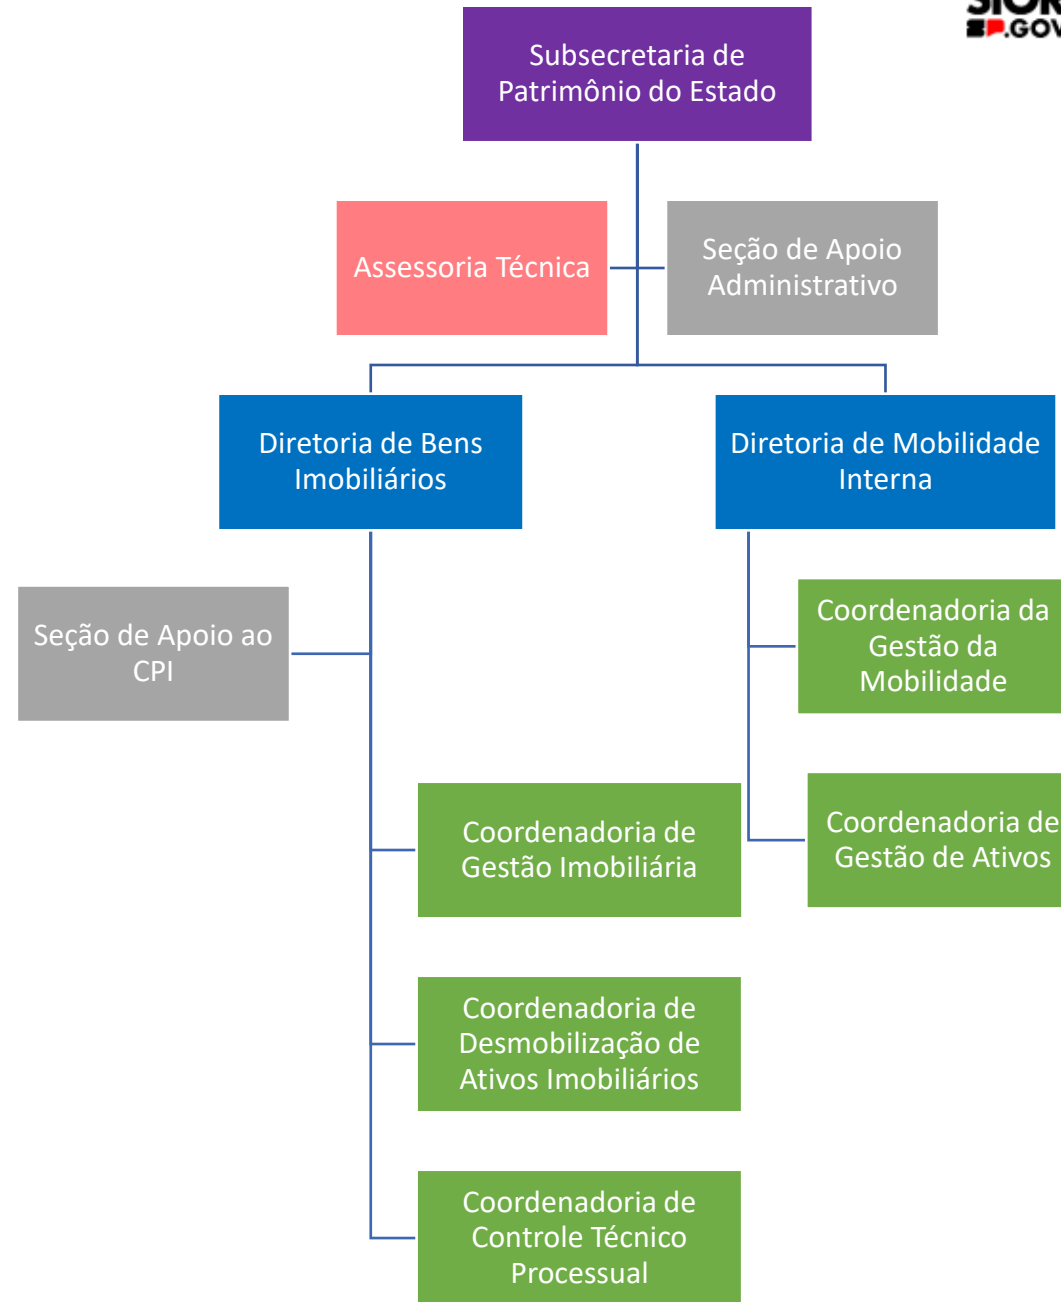 Subsecretaria de
Patrimônio do Estado
Assessoria Técnica
Seção de Apoio
Administrativo
Diretoria de Bens
Imobiliários
Diretoria de Mobilidade
Interna
Seção de Apoio ao
CPI
Coordenadoria da
Gestão da
Mobilidade
Coordenadoria de
Gestão Imobiliária
Coordenadoria de
Gestão de Ativos
Coordenadoria de
Desmobilização de
Ativos Imobiliários
Coordenadoria de
Controle Técnico
Processual